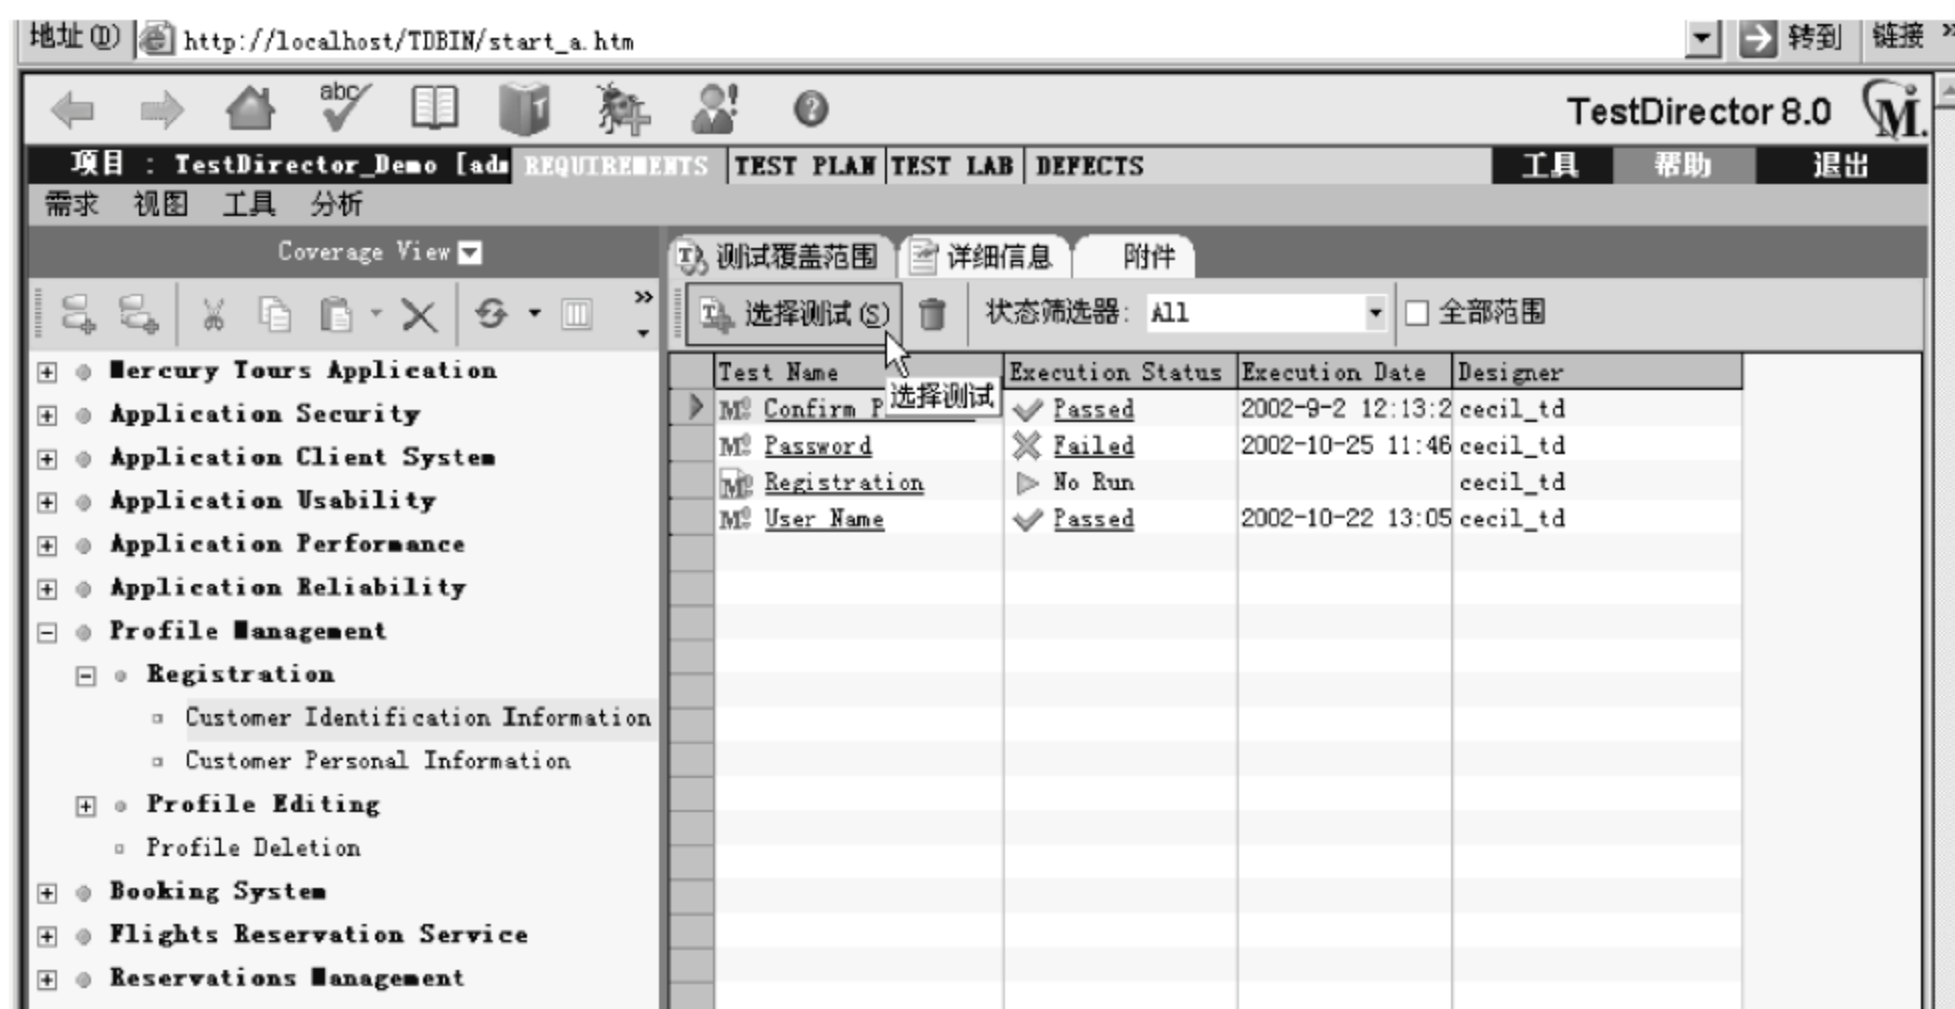 地址(D) http://localhost/TDBIN/start_a.htm 转到 链接 »
abc
TestDirector 8.0 M.
项目 : TestDirector_Demo [adm REQUIREMENTS TEST PLAN TEST LAB DEFECTS 工具 帮助 退出
需求 视图 工具 分析
Coverage View
测试覆盖范围 详细信息 附件
选择测试(S) 状态筛选器: All 全部范围
选择测试
Test Name Execution Status Execution Date Designer
Confirm P Passed 2002-9-2 12:13:2 cecil_td
Password Failed 2002-10-25 11:46 cecil_td
Registration No Run cecil_td
User Name Passed 2002-10-22 13:05 cecil_td
Mercury Tours Application
Application Security
Application Client System
Application Usability
Application Performance
Application Reliability
Profile Management
Registration
Customer Identification Information
Customer Personal Information
Profile Editing
Profile Deletion
Booking System
Flights Reservation Service
Reservations Management